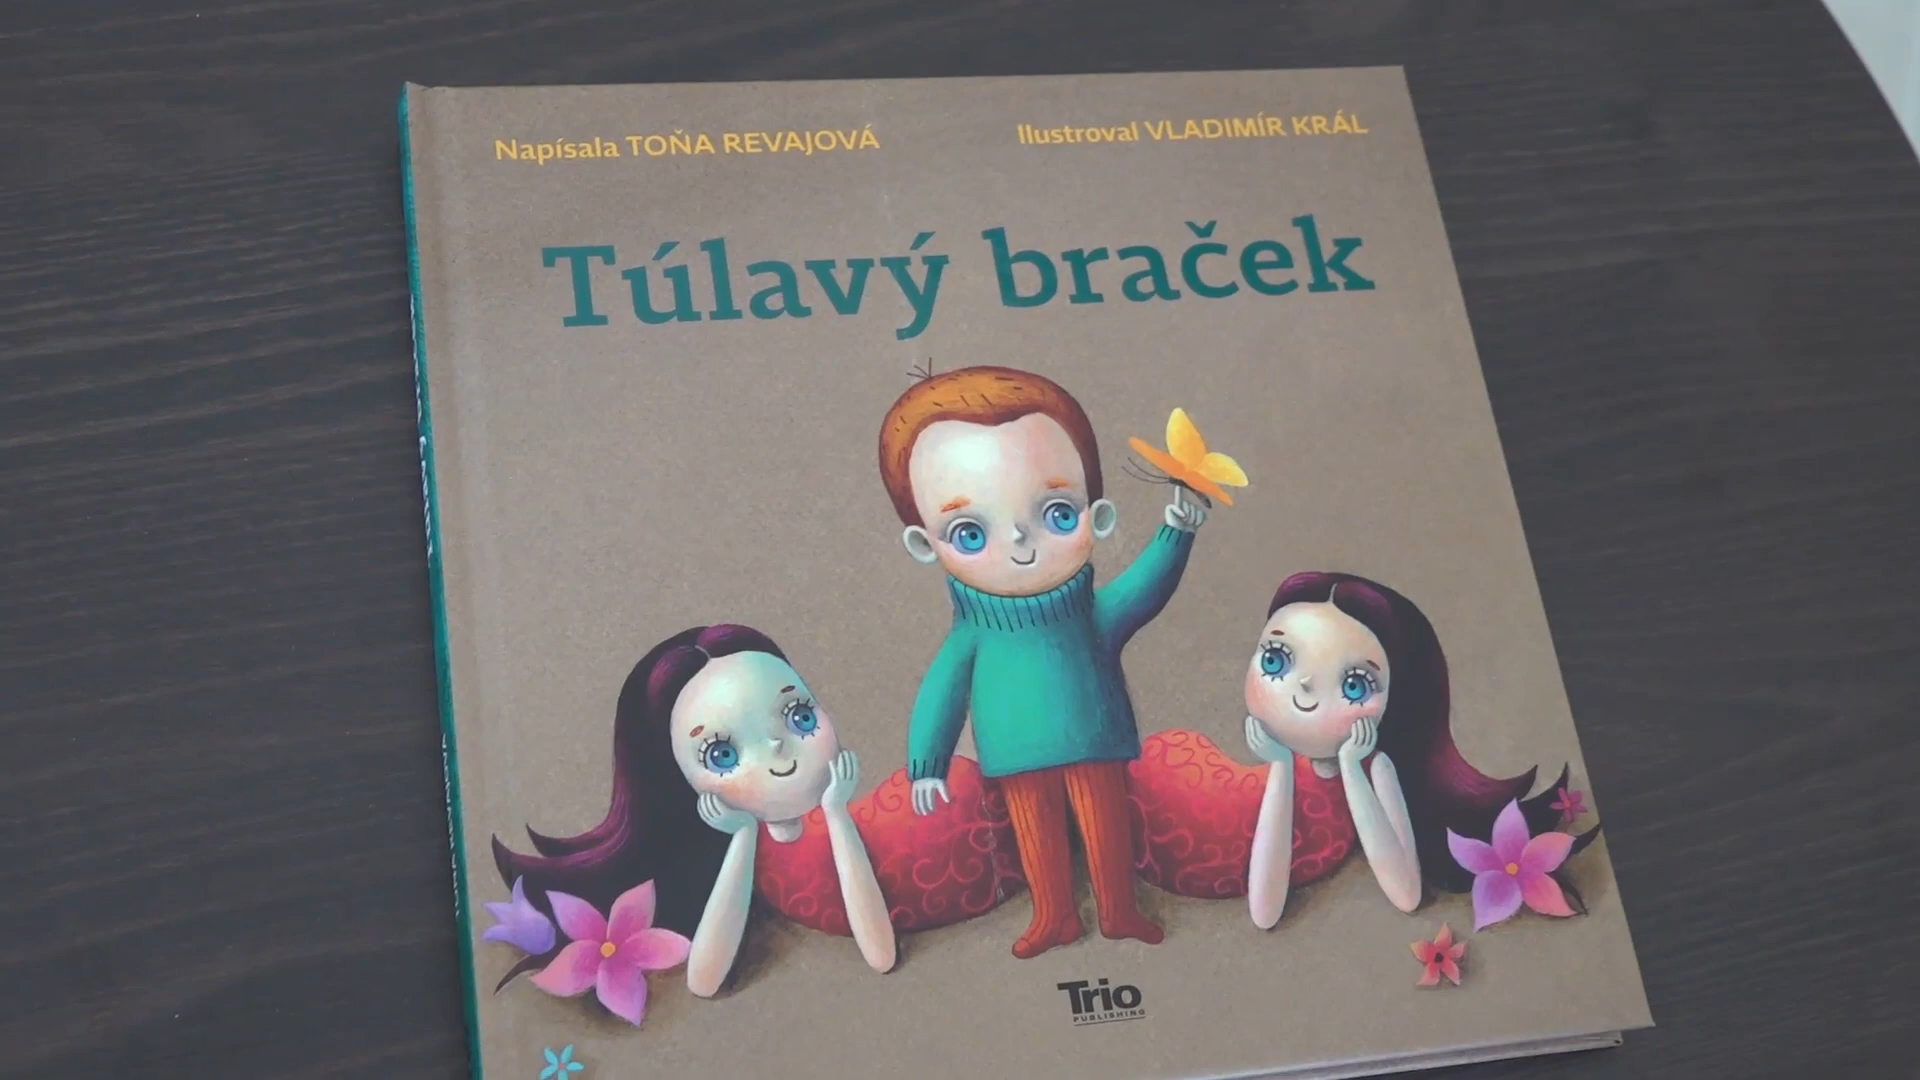 Napísala TOŇA REVAJOVÁ
Ilustroval VLADIMÍR KRÁL
Túlavý braček
Trio
PUBLISHING